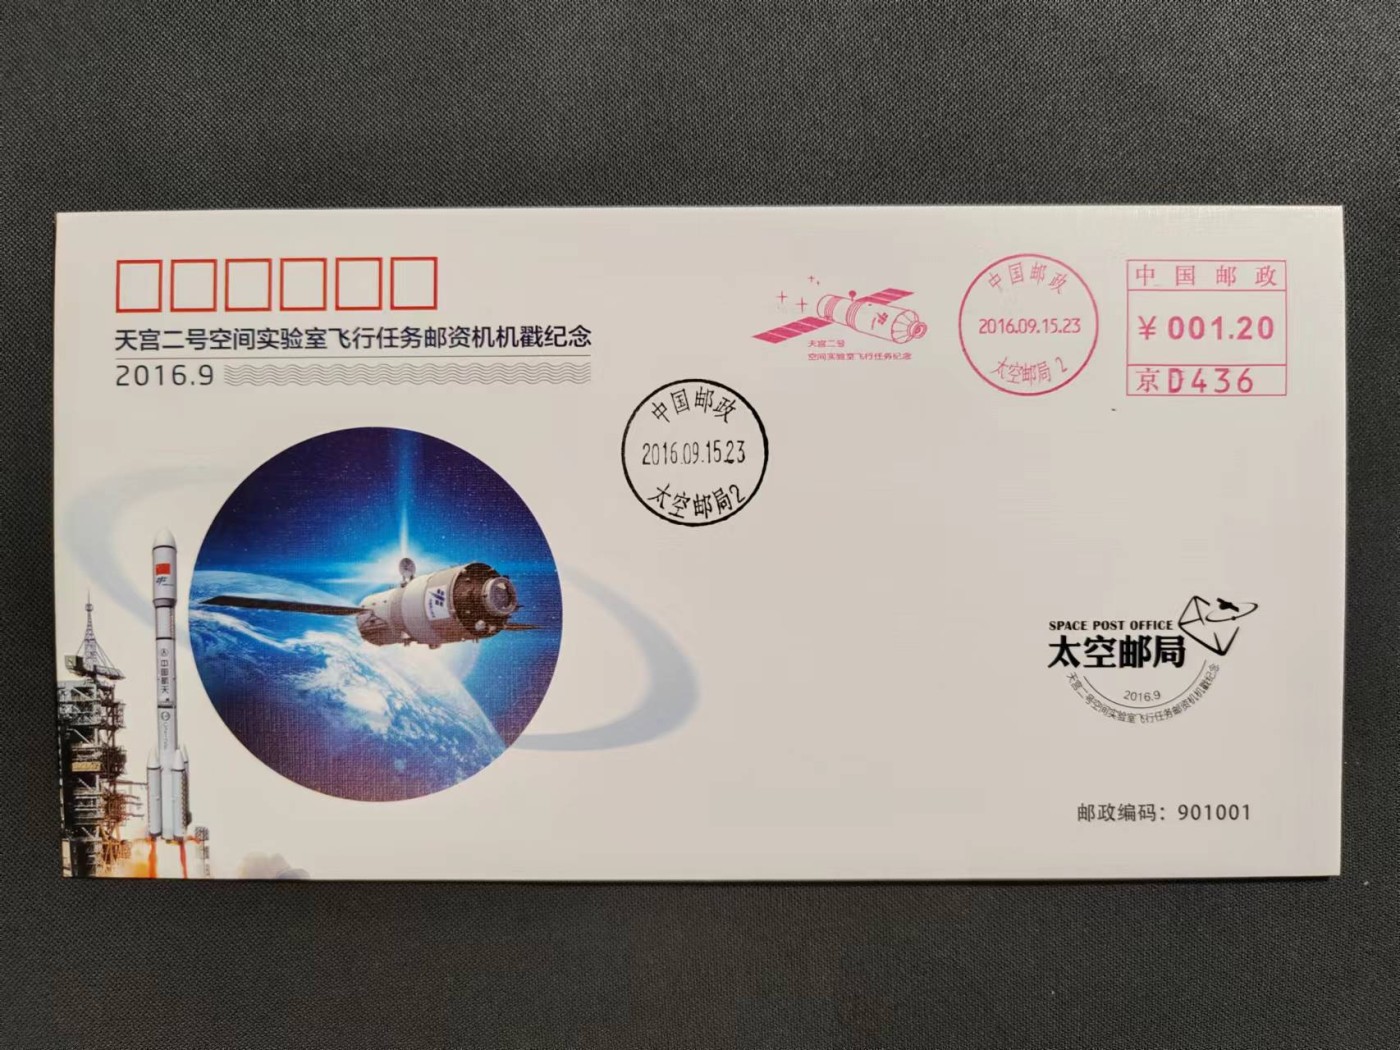 天宫二号空间实验室飞行任务邮资机机戳纪念
2016.9
天宫二号
空间实验室飞行任务纪念
中国邮政
2016.09.15.23
太空邮局 2
中国邮政
¥ 001.20
京D436
中国邮政
2016.09.15.23
太空邮局2
中国航天
SPACE POST OFFICE
太空邮局
2016.9
天宫二号空间实验室飞行任务邮资机机戳纪念
邮政编码：901001